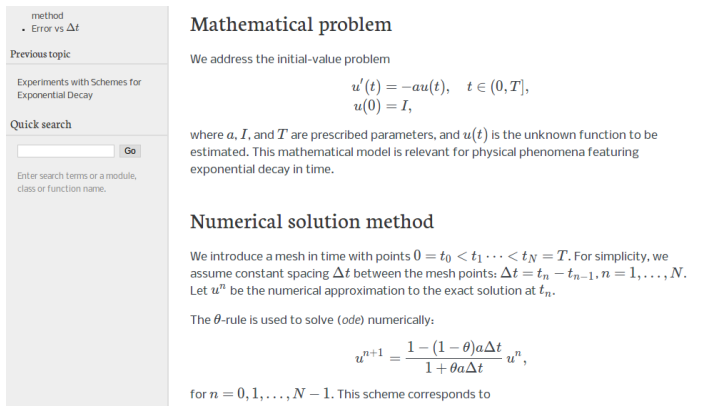 method
• Error vs Δt
Previous topic
Experiments with Schemes for
Exponential Decay
Quick search
Go
Enter search terms or a module,
class or function name.
Mathematical problem
We address the initial-value problem
u′(t) = −au(t), t ∈ (0, T],
u(0) = I,
where a, I, and T are prescribed parameters, and u(t) is the unknown function to be
estimated. This mathematical model is relevant for physical phenomena featuring
exponential decay in time.
Numerical solution method
We introduce a mesh in time with points 0 = t₀ < t₁ ⋯ < t_N = T. For simplicity, we
assume constant spacing Δt between the mesh points: Δt = tₙ − tₙ₋₁, n = 1, …, N.
Let uⁿ be the numerical approximation to the exact solution at tₙ.
The θ-rule is used to solve (ode) numerically:
uⁿ⁺¹ = (1 − (1 − θ)aΔt)/(1 + θaΔt) uⁿ,
for n = 0, 1, …, N − 1. This scheme corresponds to